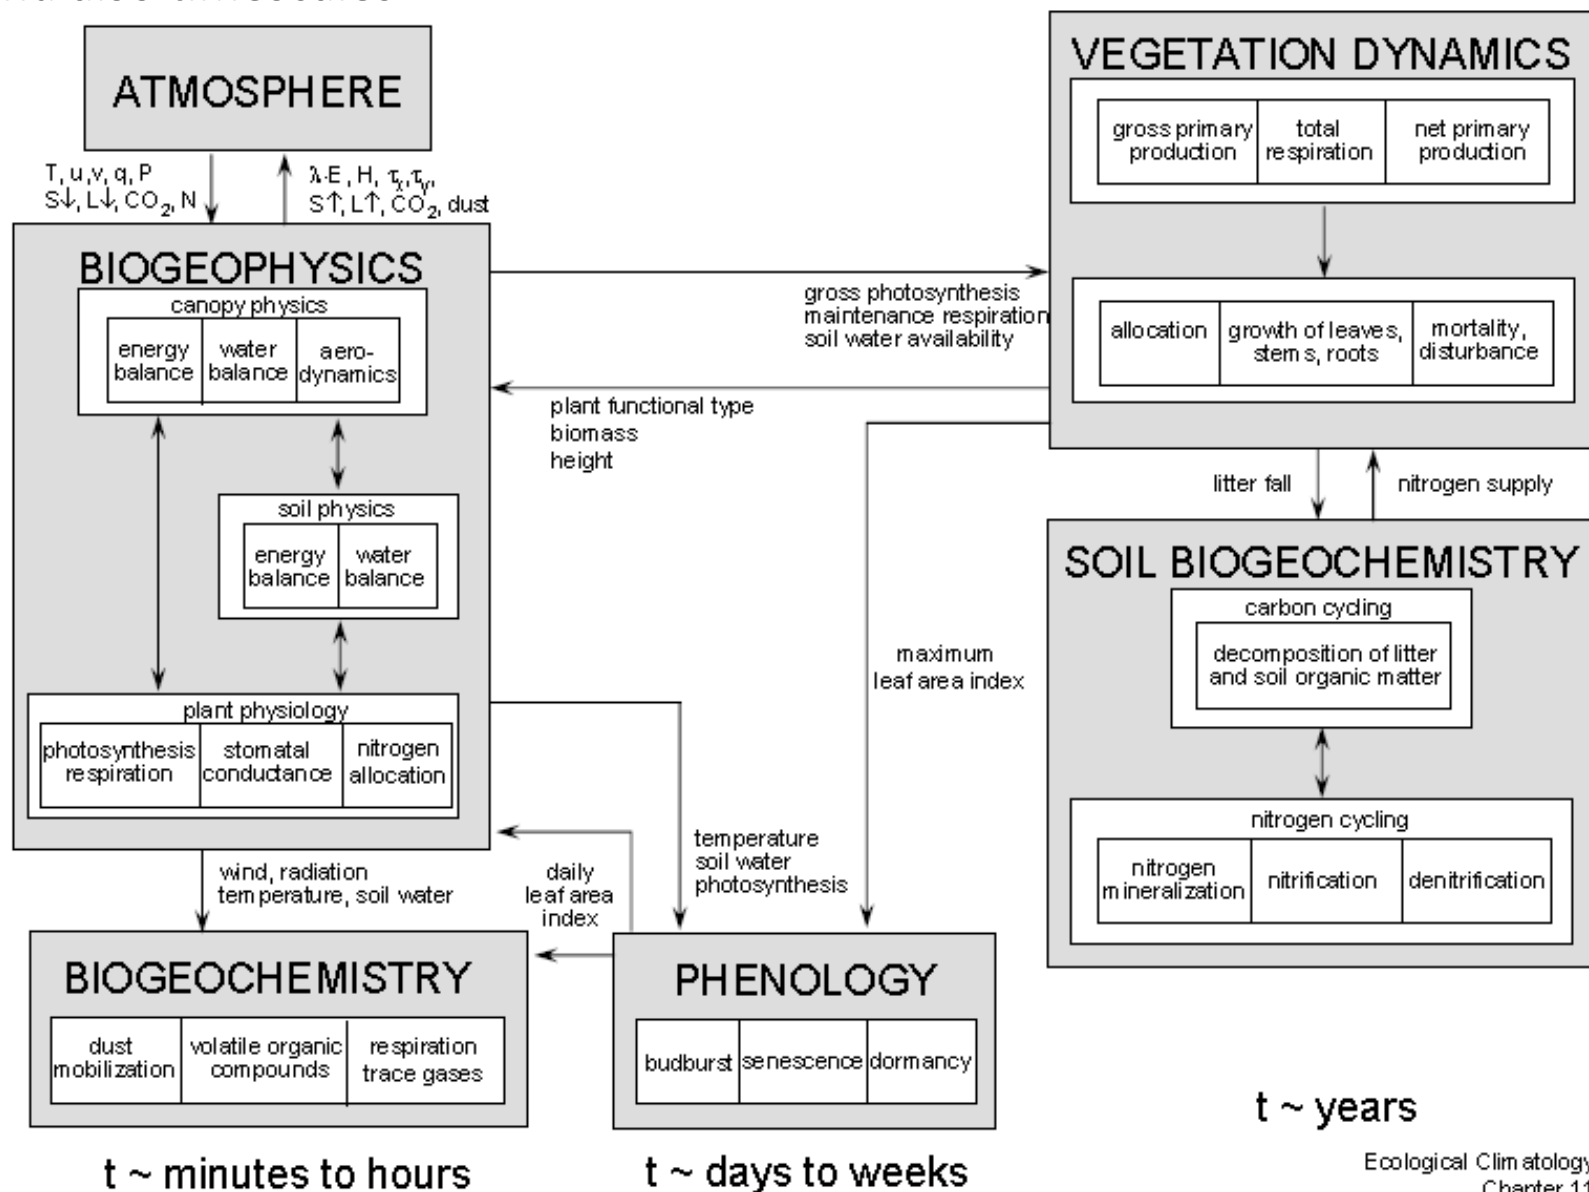 ATMOSPHERE
T, u,v, q, P
S↓, L↓, CO₂, N
λ·E, H, τₓ,τᵧ,
S↑, L↑, CO₂, dust
BIOGEOPHYSICS
canopy physics
energy
balance
water
balance
aero-
dynamics
soil physics
energy
balance
water
balance
plant physiology
photosynthesis
respiration
stomatal
conductance
nitrogen
allocation
gross photosynthesis
maintenance respiration
soil water availability
plant functional type
biomass
height
VEGETATION DYNAMICS
gross primary
production
total
respiration
net primary
production
allocation
growth of leaves,
stems, roots
mortality,
disturbance
litter fall
nitrogen supply
SOIL BIOGEOCHEMISTRY
carbon cycling
decomposition of litter
and soil organic matter
nitrogen cycling
nitrogen
mineralization
nitrification
denitrification
maximum
leaf area index
temperature
soil water
photosynthesis
daily
leaf area
index
wind, radiation
temperature, soil water
BIOGEOCHEMISTRY
dust
mobilization
volatile organic
compounds
respiration
trace gases
PHENOLOGY
budburst
senescence
dormancy
t ~ minutes to hours
t ~ days to weeks
t ~ years
Ecological Climatology
Chapter 11